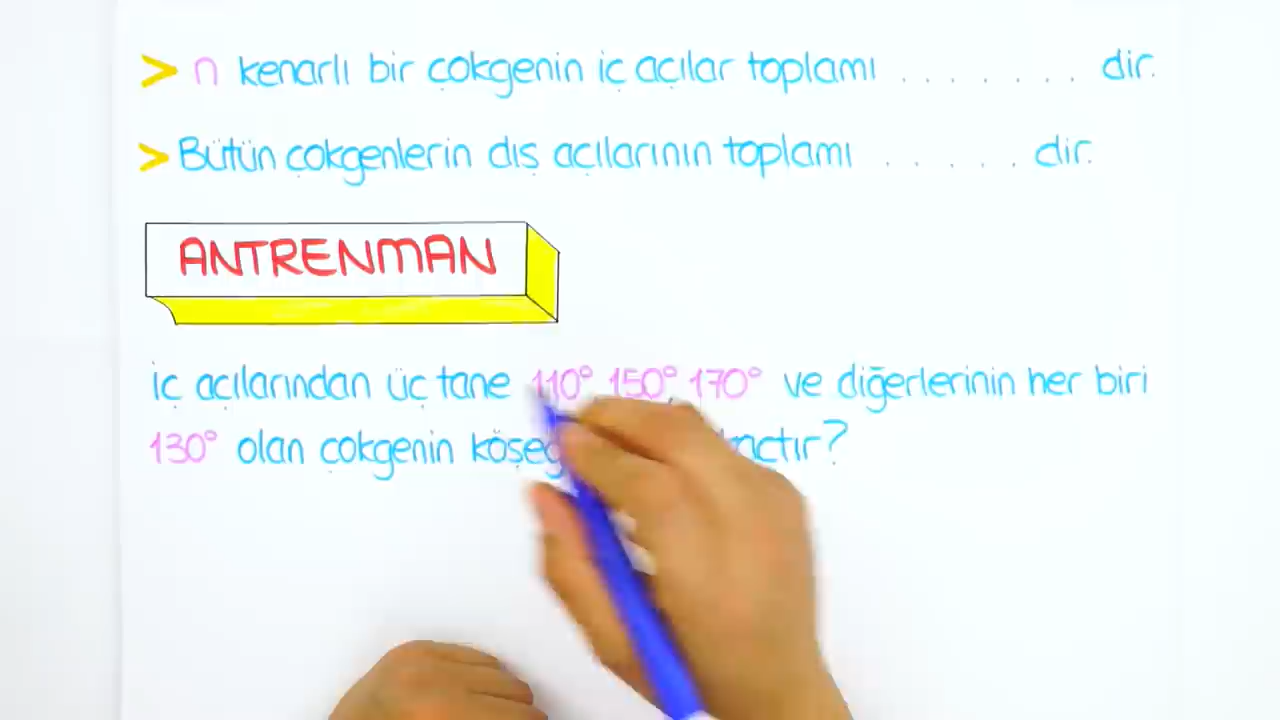 > n kenarlı bir çokgenin iç açılar toplamı . . . . . . . . dir.
> Bütün çokgenlerin dış açılarının toplamı . . . . . . dir.
ANTRENMAN
İç açılarından üç tane 110°, 150°, 170° ve diğerlerinin her biri
130° olan çokgenin